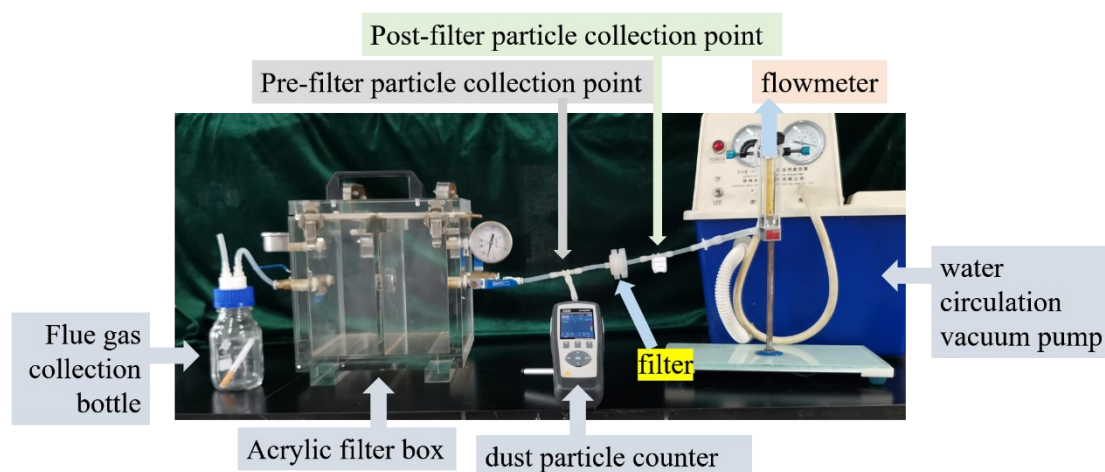 Post-filter particle collection point
Pre-filter particle collection point
flowmeter
water
circulation
vacuum pump
Flue gas
collection
bottle
filter
Acrylic filter box
dust particle counter